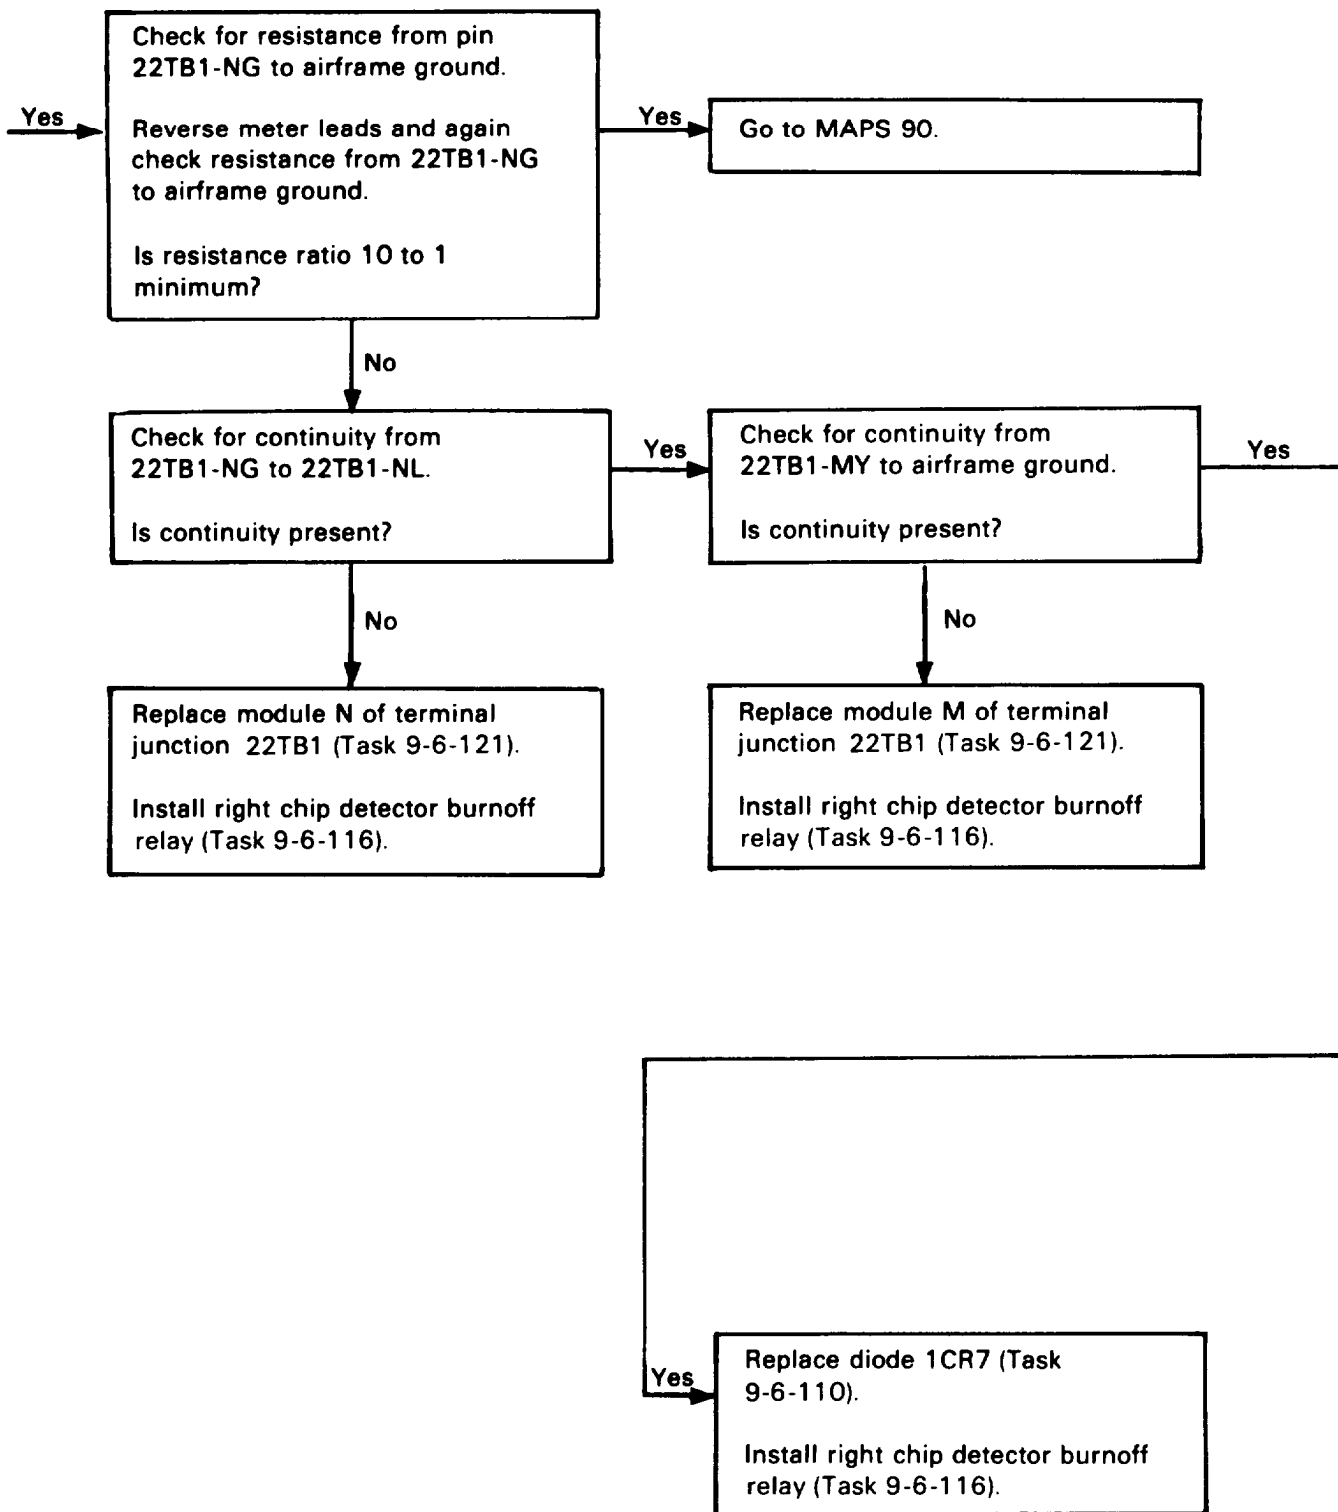 Check for resistance from pin
22TB1-NG to airframe ground.
Reverse meter leads and again
check resistance from 22TB1-NG
to airframe ground.
Is resistance ratio 10 to 1
minimum?
Yes
Yes
Go to MAPS 90.
No
Check for continuity from
22TB1-NG to 22TB1-NL.
Is continuity present?
Yes
Check for continuity from
22TB1-MY to airframe ground.
Is continuity present?
Yes
No
No
Replace module N of terminal
junction 22TB1 (Task 9-6-121).
Install right chip detector burnoff
relay (Task 9-6-116).
Replace module M of terminal
junction 22TB1 (Task 9-6-121).
Install right chip detector burnoff
relay (Task 9-6-116).
Yes
Replace diode 1CR7 (Task
9-6-110).
Install right chip detector burnoff
relay (Task 9-6-116).